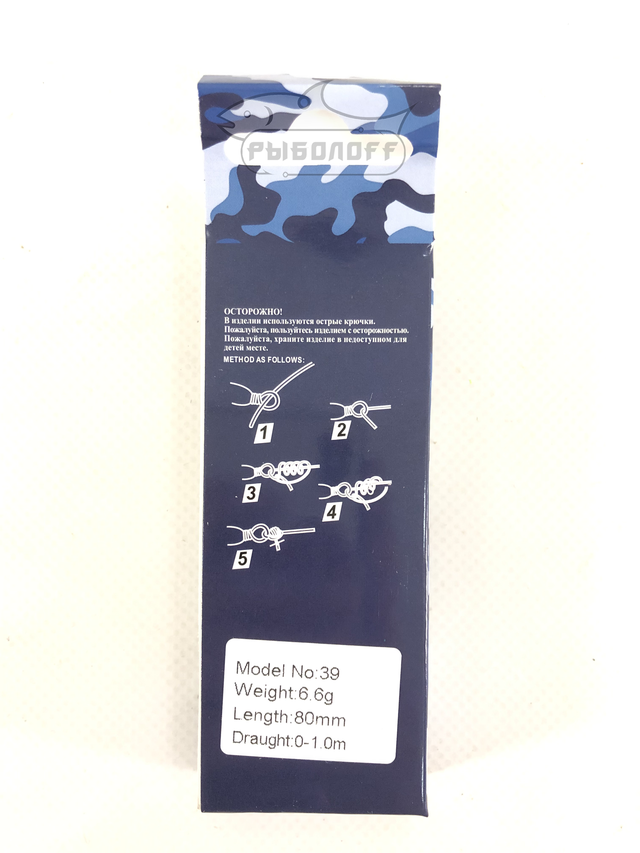 РЫБОЛOFF
ОСТОРОЖНО!
В изделии используются острые крючки.
Пожалуйста, пользуйтесь изделием с осторожностью.
Пожалуйста, храните изделие в недоступном для
детей месте.
METHOD AS FOLLOWS:
1
2
3
4
5
Model No:39
Weight:6.6g
Length:80mm
Draught:0-1.0m